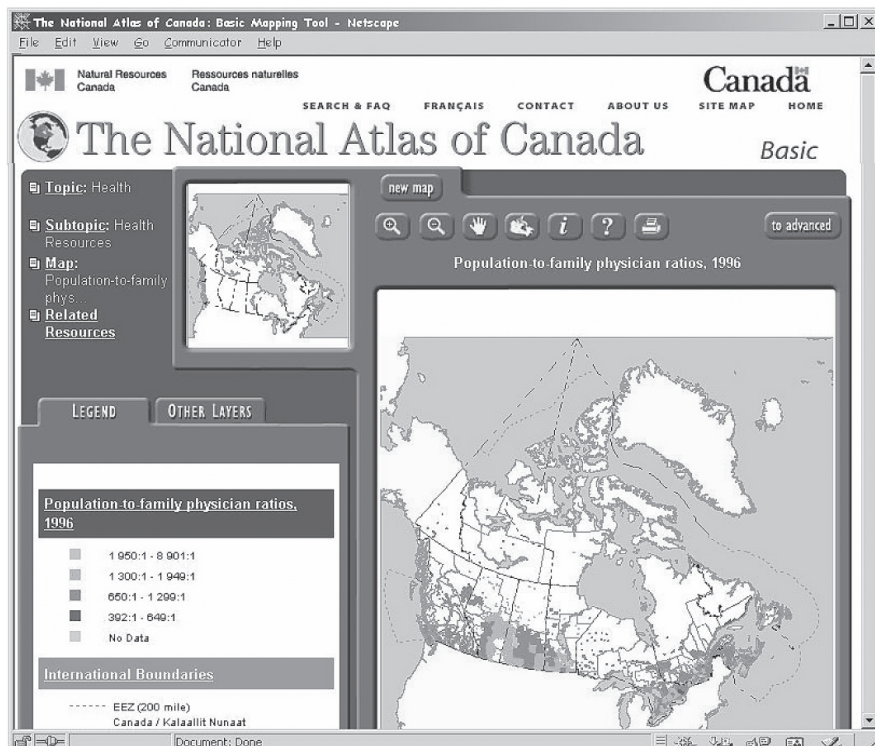 The National Atlas of Canada: Basic Mapping Tool - Netscape
File Edit View Go Communicator Help
Natural Resources Canada
Ressources naturelles Canada
Canada
SEARCH & FAQ FRANÇAIS CONTACT ABOUT US SITE MAP HOME
The National Atlas of Canada
Basic
Topic: Health
Subtopic: Health
Resources
Map:
Population-to-family
phys...
Related
Resources
new map
i ?
to advanced
Population-to-family physician ratios, 1996
LEGEND OTHER LAYERS
Population-to-family physician ratios,
1996
1 950:1 - 8 901:1
1 300:1 - 1 949:1
650:1 - 1 299:1
392:1 - 649:1
No Data
International Boundaries
EEZ (200 mile)
Canada / Kalaallit Nunaat
Document: Done